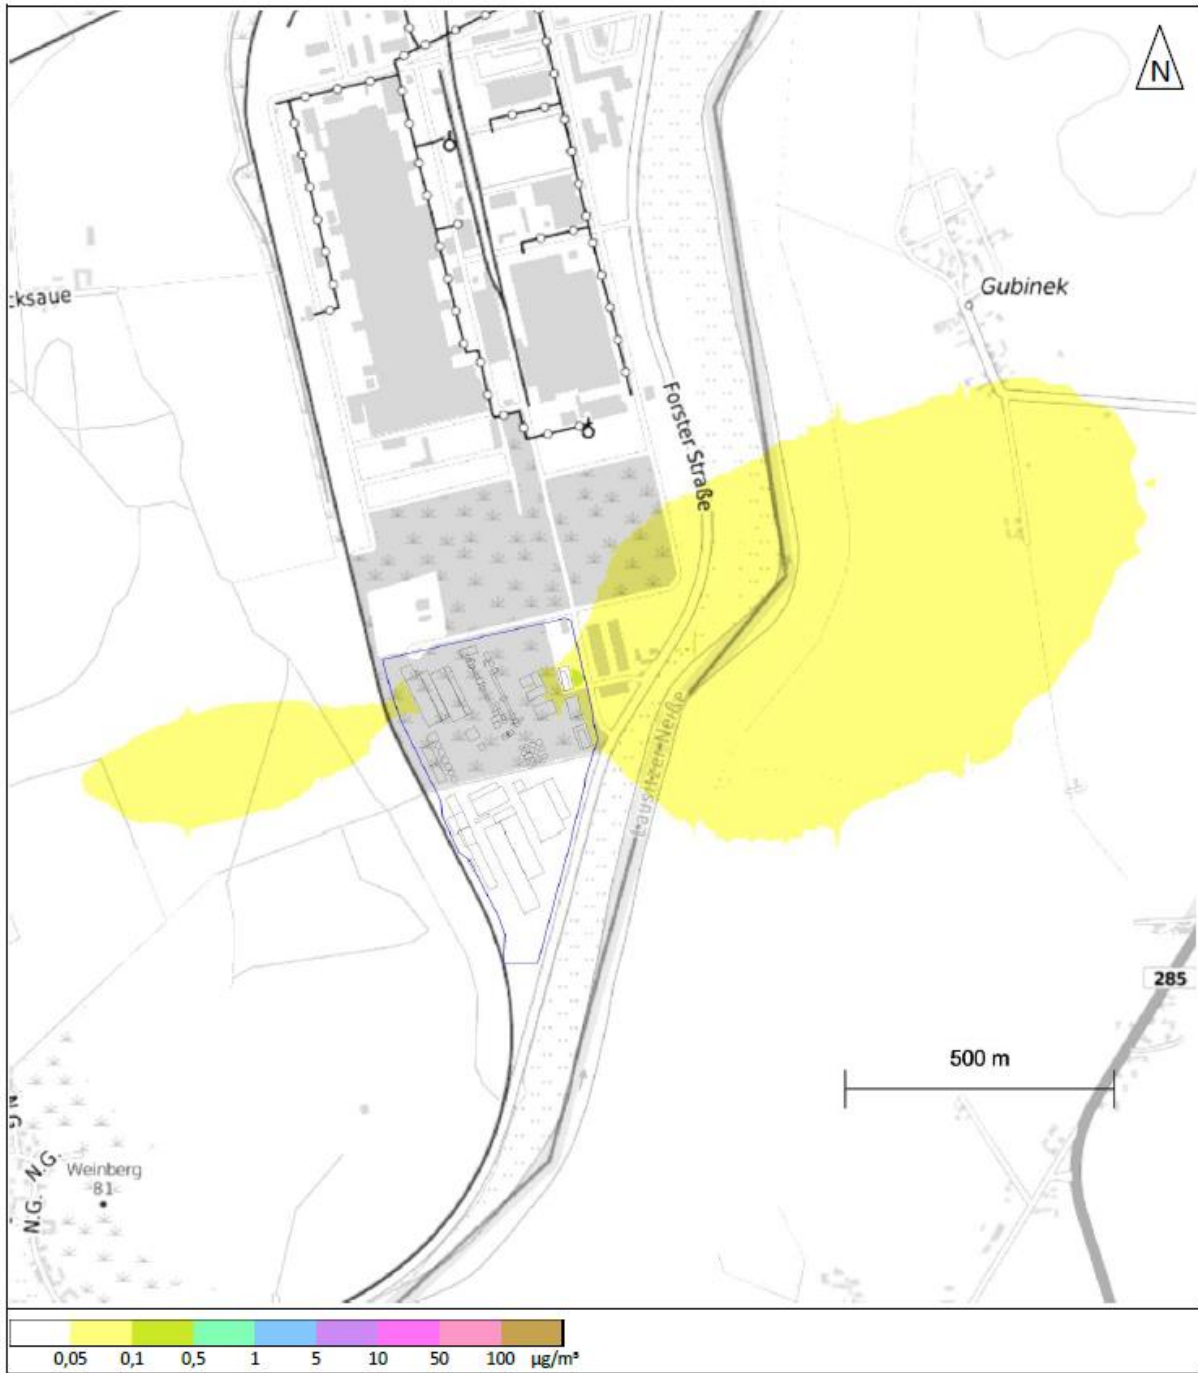 N
Gubinek
cksaue
Forster Straße
Lausitzer Neiße
285
500 m
N.G.
N.G.
Weinberg
81
0,05 0,1 0,5 1 5 10 50 100 µg/m³